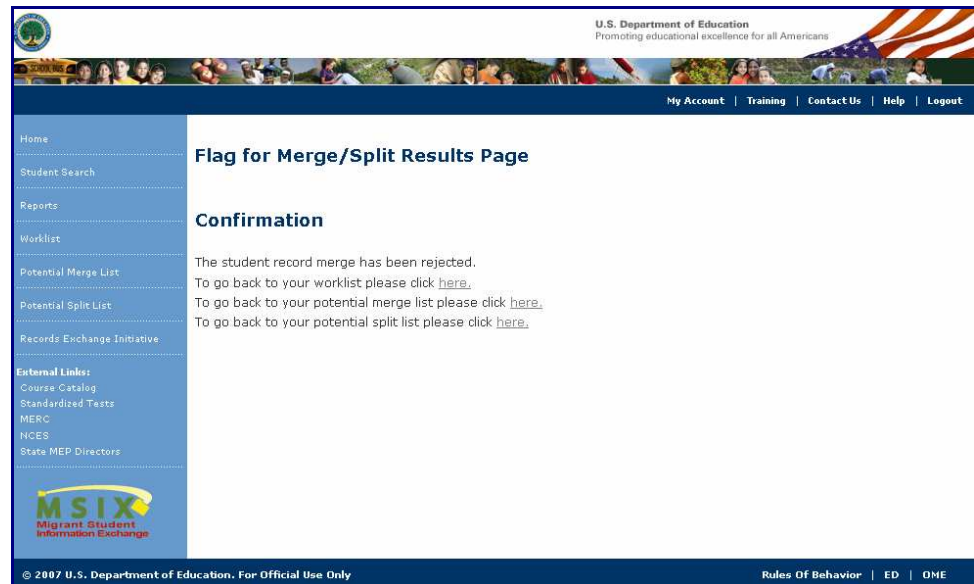 U.S. Department of Education
Promoting educational excellence for all Americans
SCHOOL BUS
My Account | Training | Contact Us | Help | Logout
Home
Student Search
Reports
Worklist
Potential Merge List
Potential Split List
Records Exchange Initiative
External Links:
Course Catalog
Standardized Tests
MERC
NCES
State MEP Directors
MSIX
Migrant Student
Information Exchange
Flag for Merge/Split Results Page
Confirmation
The student record merge has been rejected.
To go back to your worklist please click here.
To go back to your potential merge list please click here.
To go back to your potential split list please click here.
© 2007 U.S. Department of Education. For Official Use Only
Rules Of Behavior | ED | OME